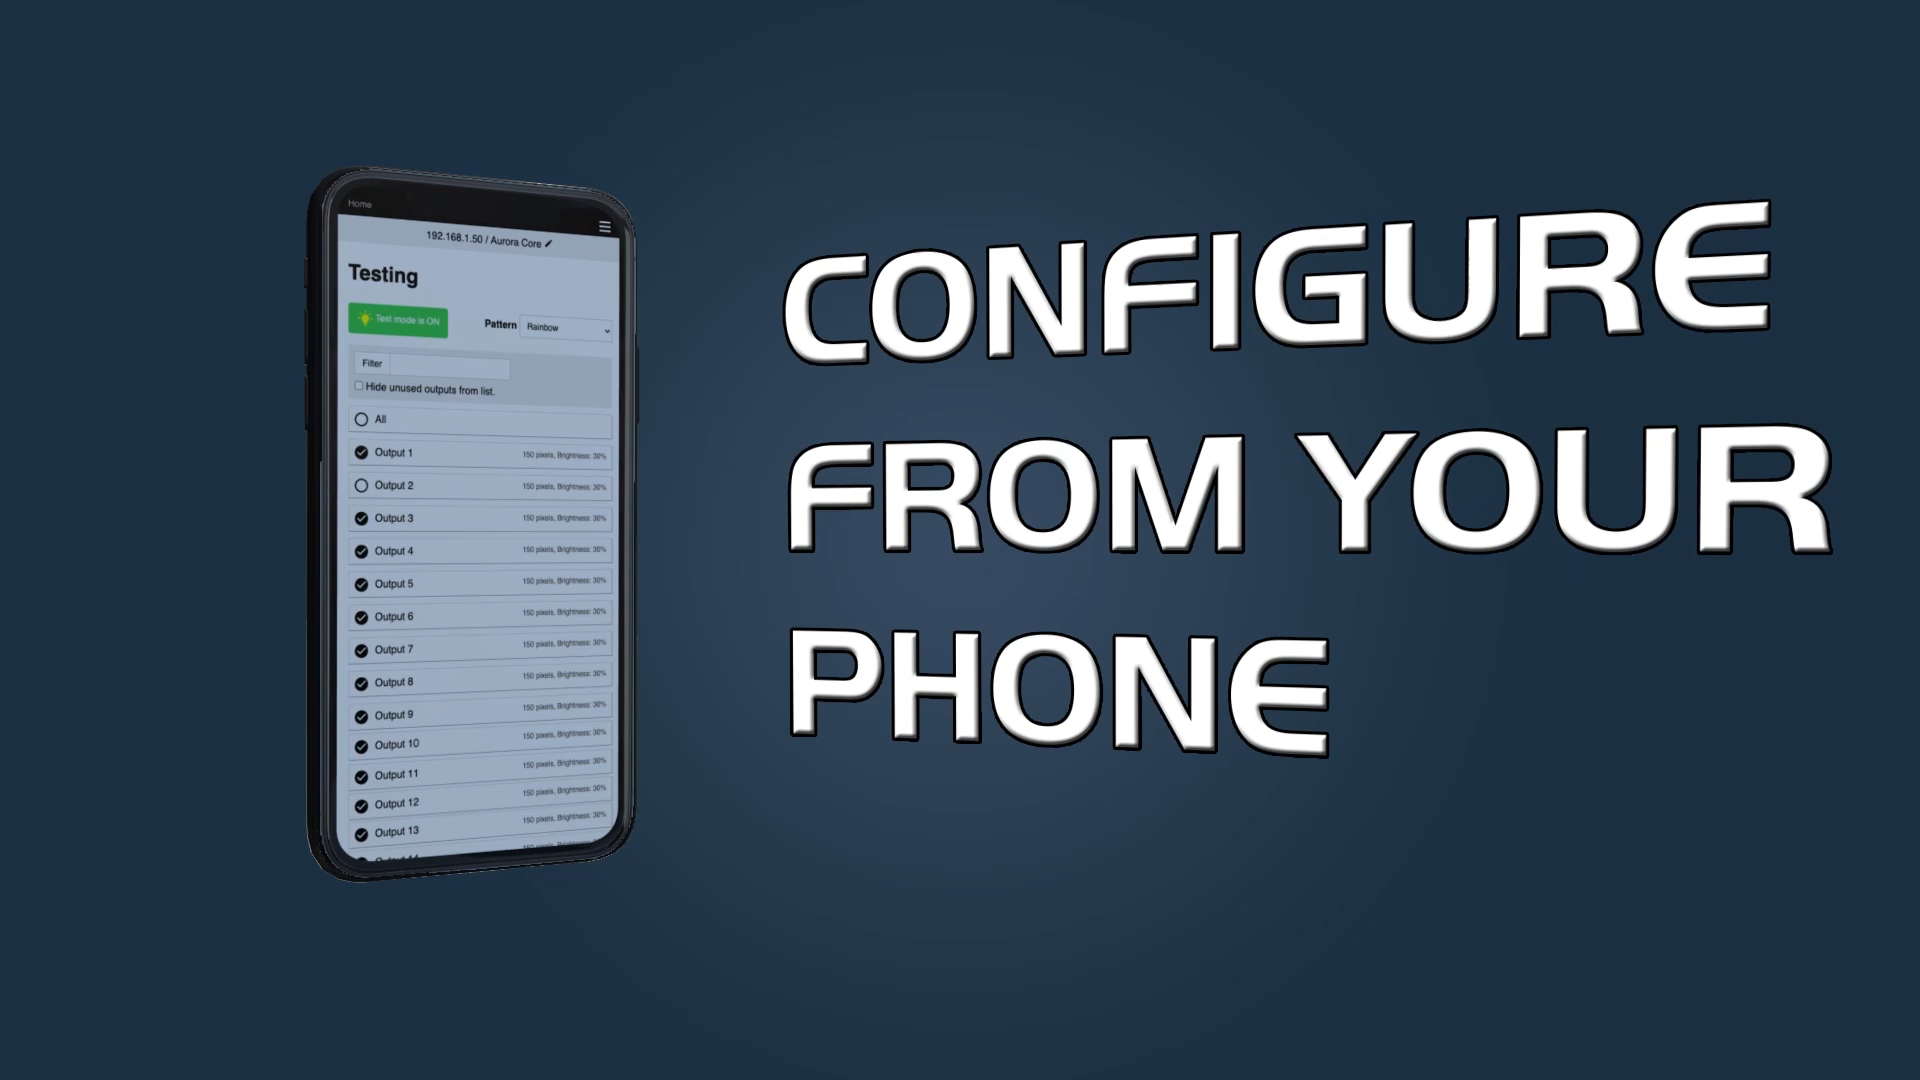 Home
192.168.1.50 / Aurora Core
Testing
Test mode is ON
Pattern Rainbow
Filter
Hide unused outputs from list.
All
Output 1 150 pixels, Brightness: 30%
Output 2 150 pixels, Brightness: 30%
Output 3 150 pixels, Brightness: 30%
Output 4 150 pixels, Brightness: 30%
Output 5 150 pixels, Brightness: 30%
Output 6 150 pixels, Brightness: 30%
Output 7 150 pixels, Brightness: 30%
Output 8 150 pixels, Brightness: 30%
Output 9 150 pixels, Brightness: 30%
Output 10 150 pixels, Brightness: 30%
Output 11 150 pixels, Brightness: 30%
Output 12 150 pixels, Brightness: 30%
Output 13 150 pixels, Brightness: 30%
CONFIGURE
FROM YOUR
PHONE